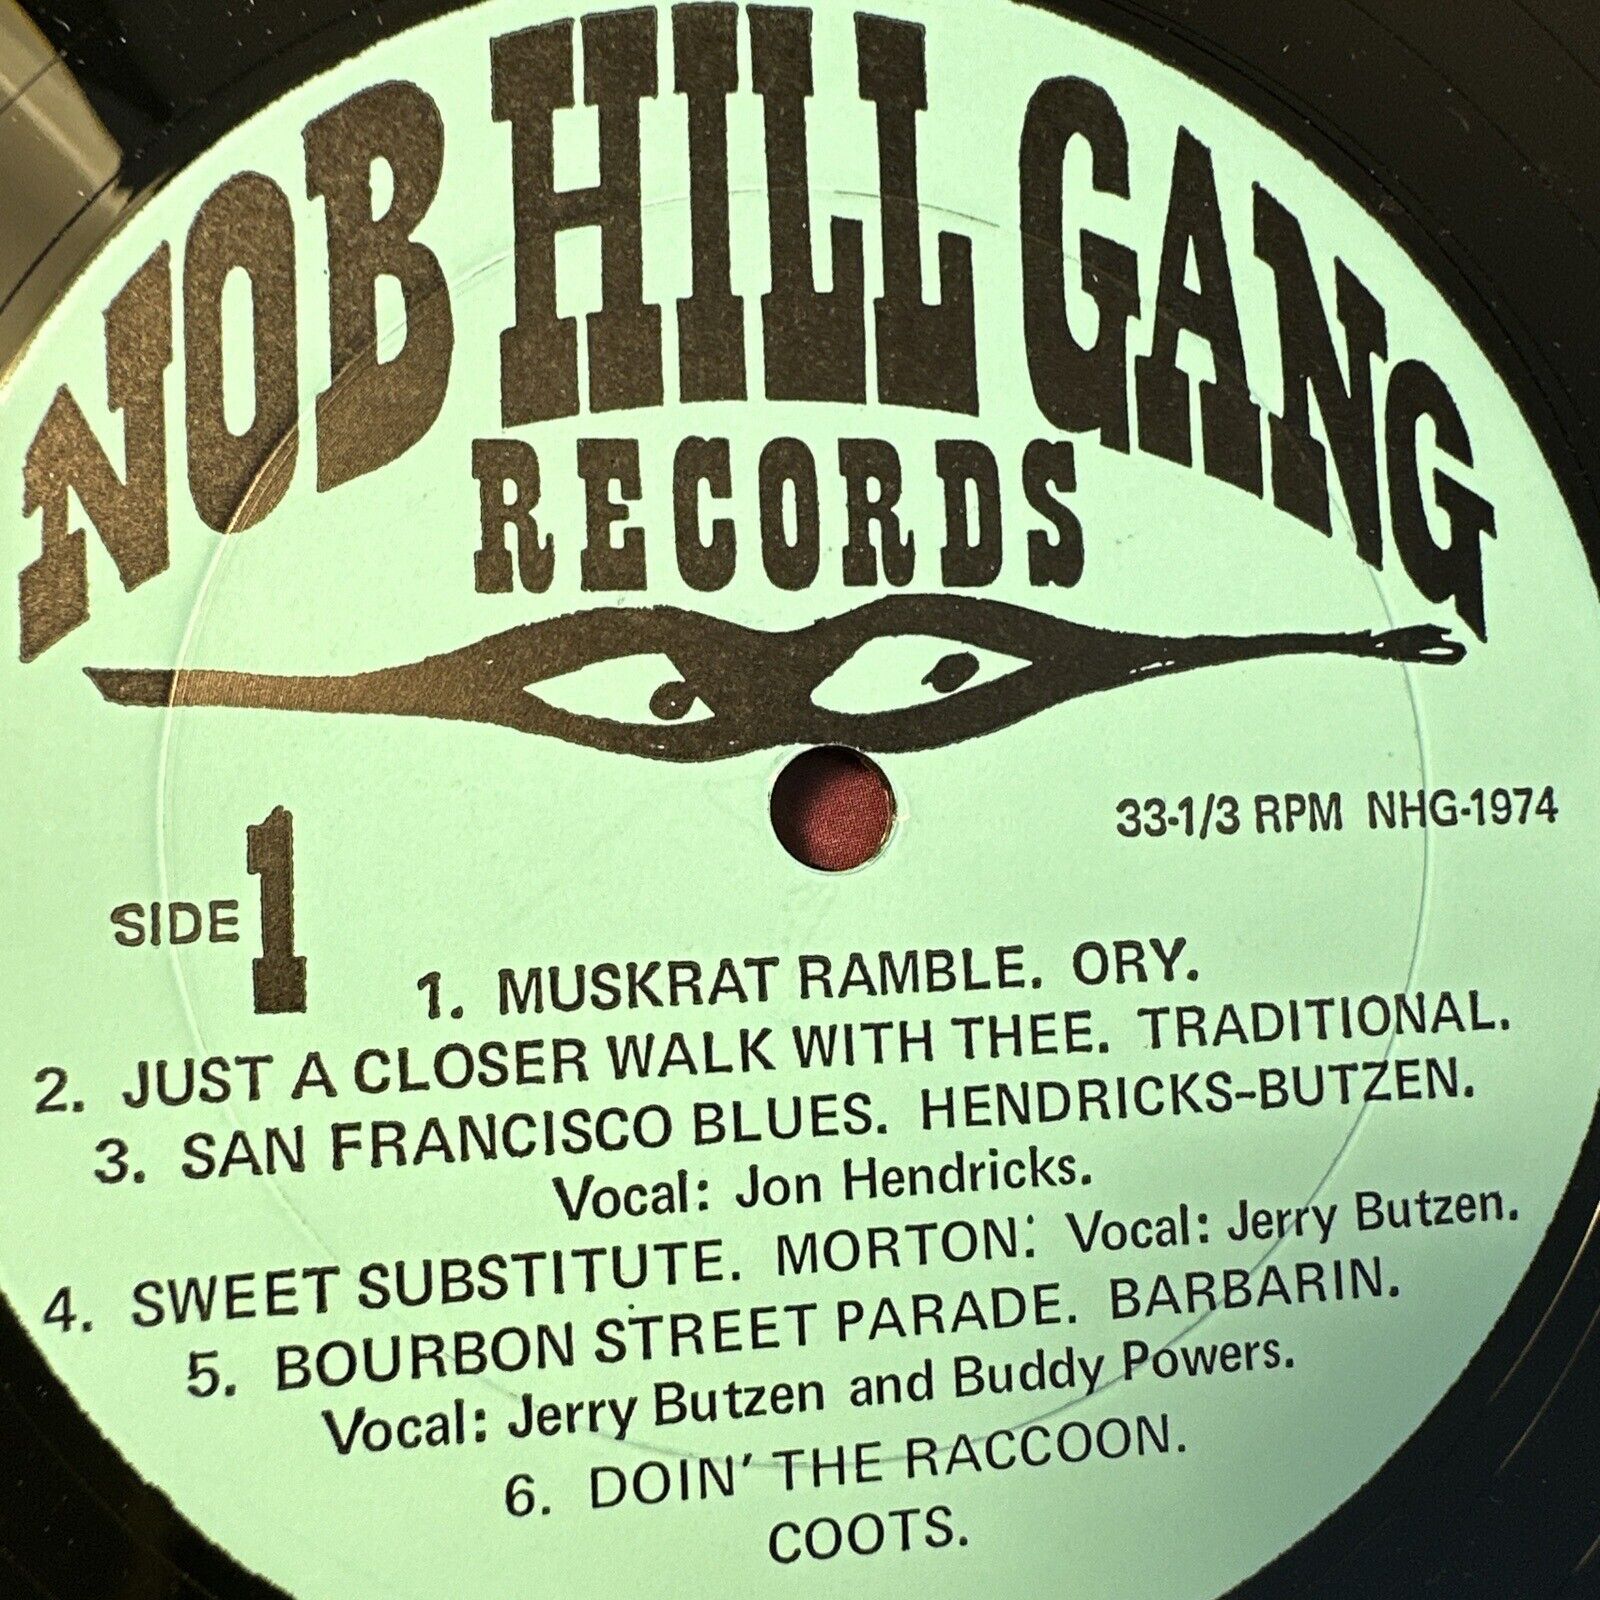 NOB HILL GANG
RECORDS
33-1/3 RPM NHG-1974
SIDE 1
1. MUSKRAT RAMBLE. ORY.
2. JUST A CLOSER WALK WITH THEE. TRADITIONAL.
3. SAN FRANCISCO BLUES. HENDRICKS-BUTZEN.
Vocal: Jon Hendricks.
4. SWEET SUBSTITUTE. MORTON. Vocal: Jerry Butzen.
5. BOURBON STREET PARADE. BARBARIN.
Vocal: Jerry Butzen and Buddy Powers.
6. DOIN' THE RACCOON.
COOTS.